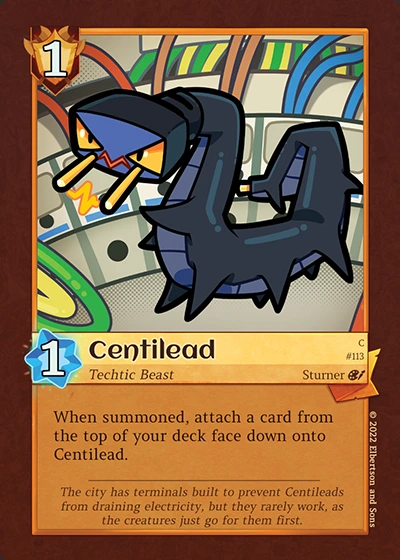 1
1
Centilead
C
#113
Techtic Beast
Sturner
When summoned, attach a card from
the top of your deck face down onto
Centilead.
The city has terminals built to prevent Centileads
from draining electricity, but they rarely work, as
the creatures just go for them first.
© 2022 Elbertson and Sons